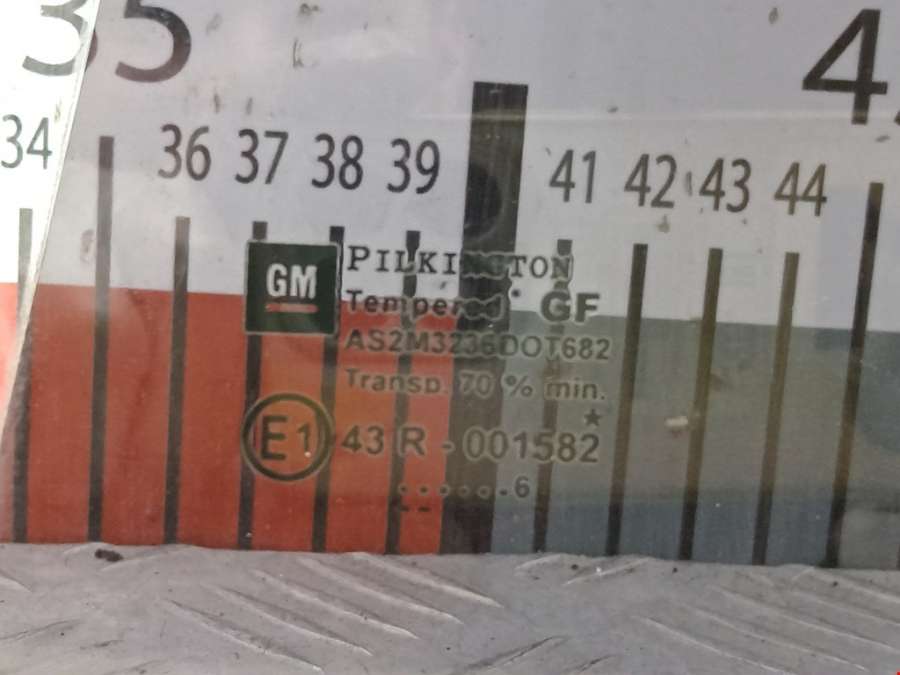 35 4
34 36 37 38 39 41 42 43 44
GM
PILKINGTON
Tempered GF
AS2M3236DOT682
Transp. 70 % min.
E1 43 R - 001582
.......6